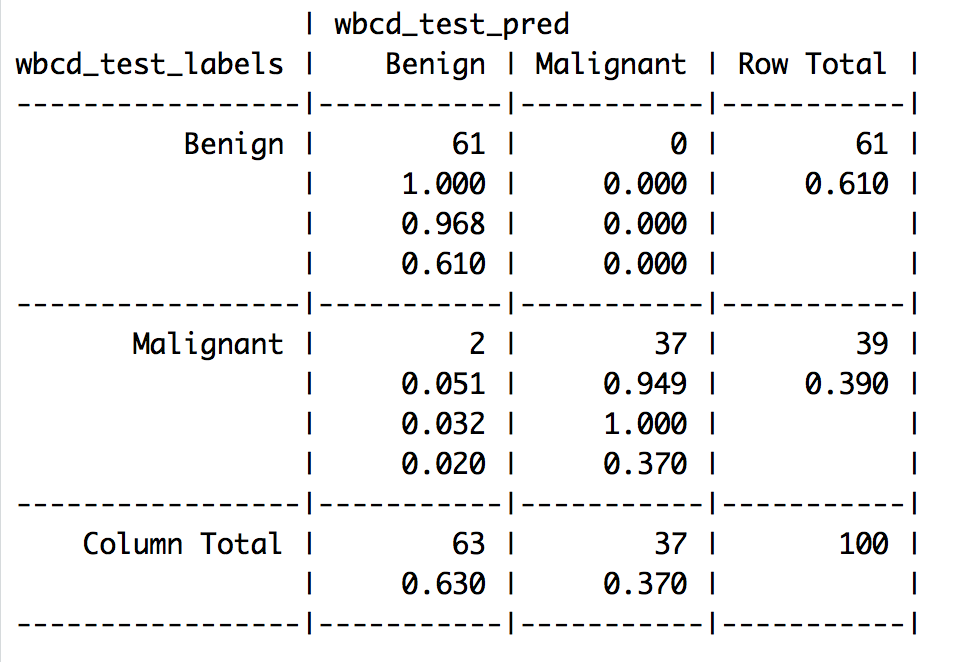 | wbcd_test_pred
wbcd_test_labels |    Benign | Malignant | Row Total |
-----------------|-----------|-----------|-----------|
          Benign |        61 |         0 |        61 |
                 |     1.000 |     0.000 |     0.610 |
                 |     0.968 |     0.000 |           |
                 |     0.610 |     0.000 |           |
-----------------|-----------|-----------|-----------|
       Malignant |         2 |        37 |        39 |
                 |     0.051 |     0.949 |     0.390 |
                 |     0.032 |     1.000 |           |
                 |     0.020 |     0.370 |           |
-----------------|-----------|-----------|-----------|
    Column Total |        63 |        37 |       100 |
                 |     0.630 |     0.370 |           |
-----------------|-----------|-----------|-----------|